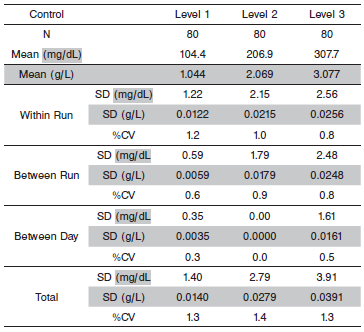 Control Level 1 Level 2 Level 3
N 80 80 80
Mean (mg/dL) 104.4 206.9 307.7
Mean (g/L) 1.044 2.069 3.077
SD (mg/dL) 1.22 2.15 2.56
Within Run SD (g/L) 0.0122 0.0215 0.0256
%CV 1.2 1.0 0.8
SD (mg/dL 0.59 1.79 2.48
Between Run SD (g/L) 0.0059 0.0179 0.0248
%CV 0.6 0.9 0.8
SD (mg/dL 0.35 0.00 1.61
Between Day SD (g/L) 0.0035 0.0000 0.0161
%CV 0.3 0.0 0.5
SD (mg/dL 1.40 2.79 3.91
Total SD (g/L) 0.0140 0.0279 0.0391
%CV 1.3 1.4 1.3